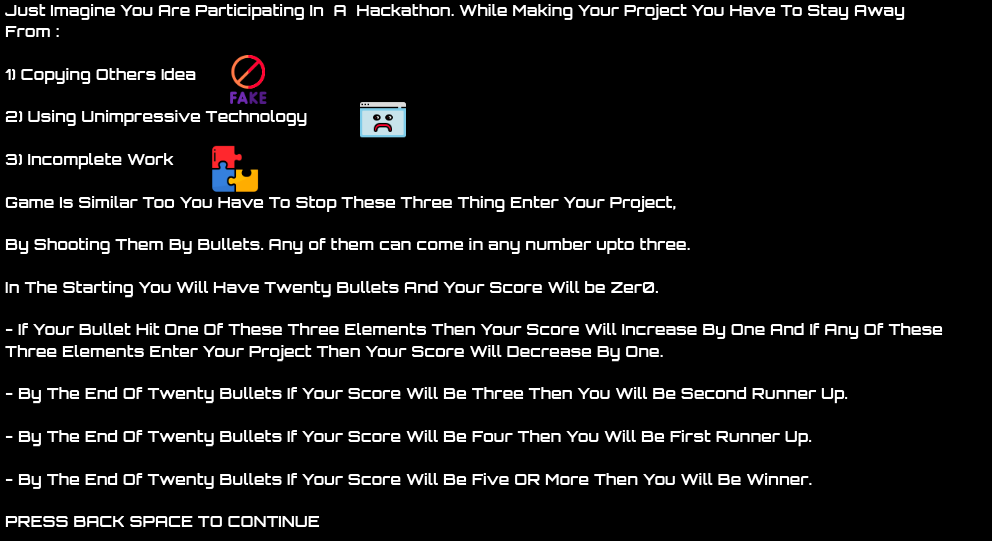 Just Imagine You Are Participating In  A  Hackathon. While Making Your Project You Have To Stay Away
From :
1) Copying Others Idea
FAKE
2) Using Unimpressive Technology
3) Incomplete Work
Game Is Similar Too You Have To Stop These Three Thing Enter Your Project,
By Shooting Them By Bullets. Any of them can come in any number upto three.
In The Starting You Will Have Twenty Bullets And Your Score Will be Zer0.
- If Your Bullet Hit One Of These Three Elements Then Your Score Will Increase By One And If Any Of These
Three Elements Enter Your Project Then Your Score Will Decrease By One.
- By The End Of Twenty Bullets If Your Score Will Be Three Then You Will Be Second Runner Up.
- By The End Of Twenty Bullets If Your Score Will Be Four Then You Will Be First Runner Up.
- By The End Of Twenty Bullets If Your Score Will Be Five OR More Then You Will Be Winner.
PRESS BACK SPACE TO CONTINUE